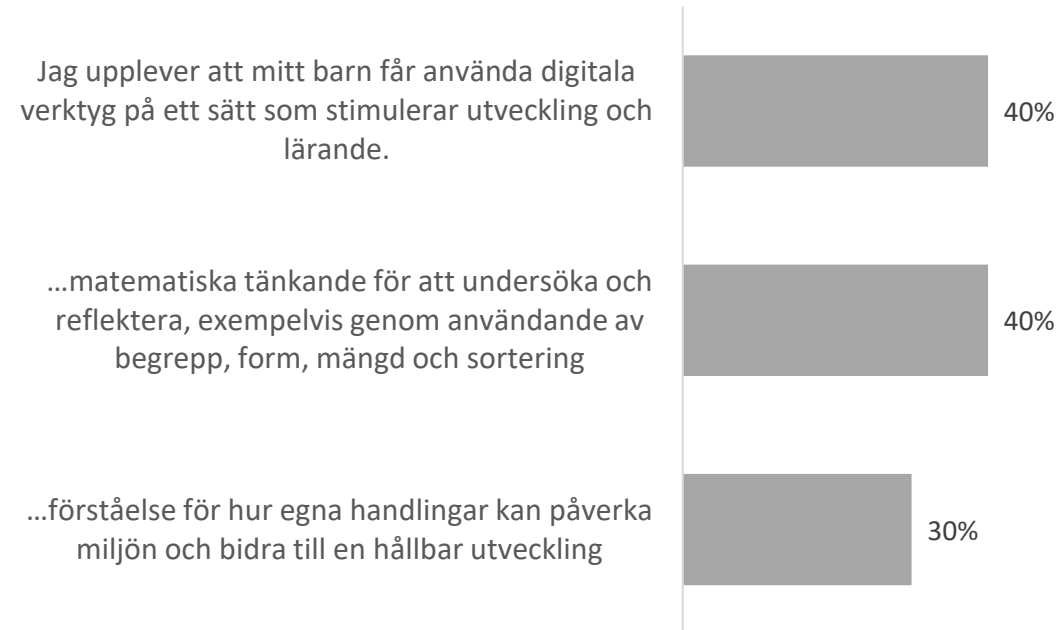 Jag upplever att mitt barn får använda digitala
verktyg på ett sätt som stimulerar utveckling och
lärande.
40%
…matematiska tänkande för att undersöka och
reflektera, exempelvis genom användande av
begrepp, form, mängd och sortering
40%
…förståelse för hur egna handlingar kan påverka
miljön och bidra till en hållbar utveckling
30%